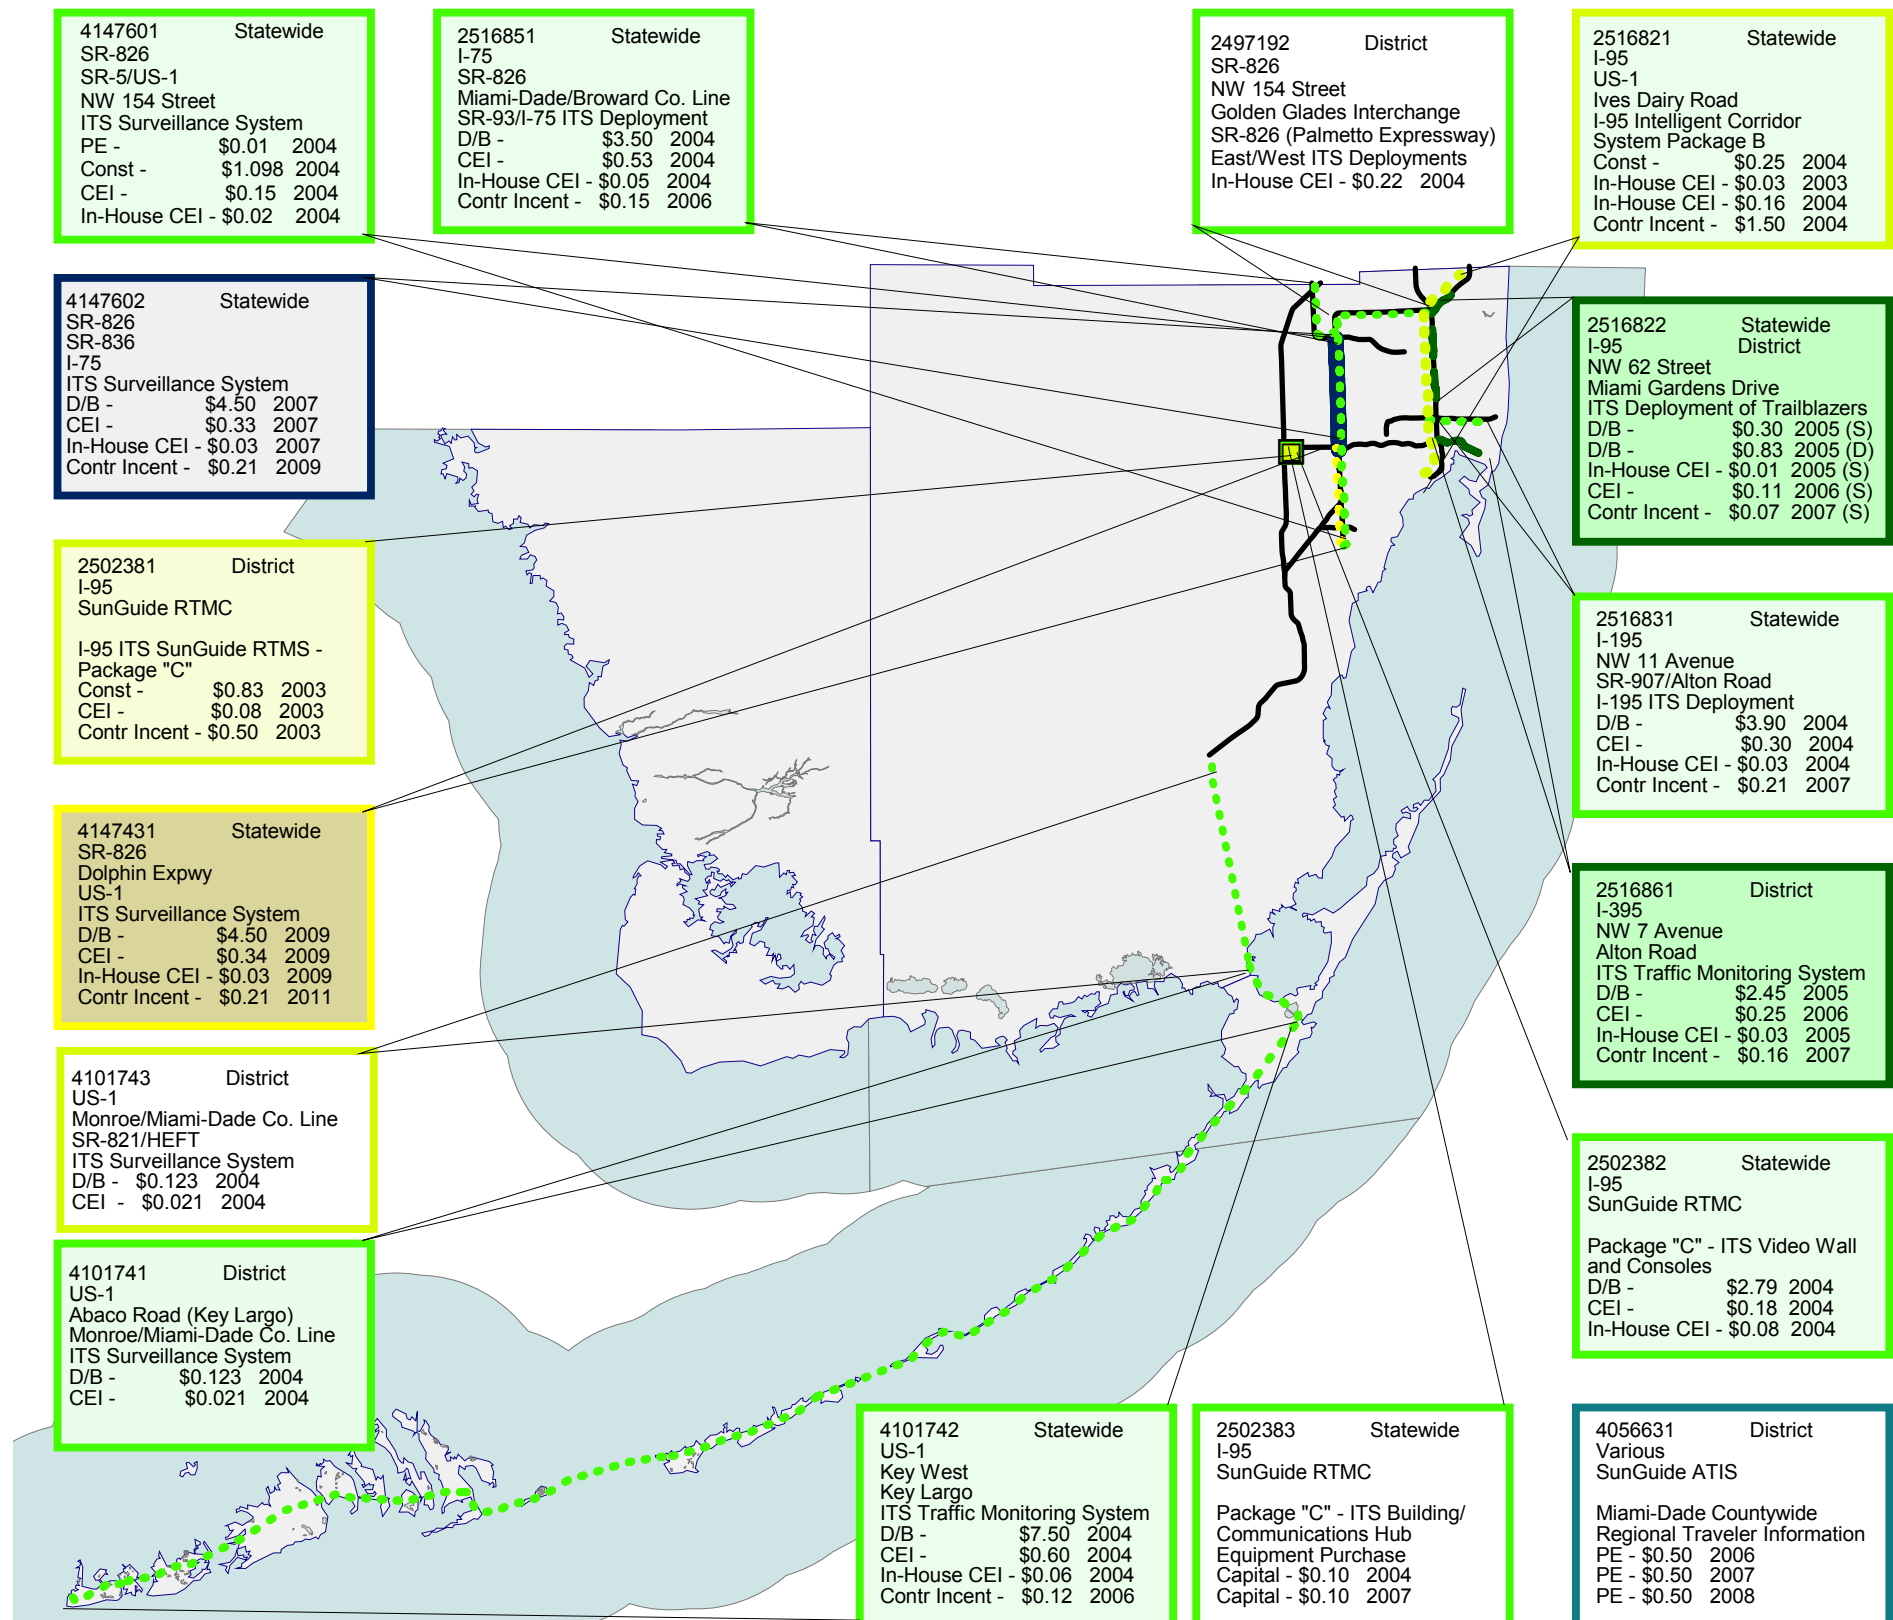 4147601 Statewide
SR-826
SR-5/US-1
NW 154 Street
ITS Surveillance System
PE - $0.01 2004
Const - $1.098 2004
CEI - $0.15 2004
In-House CEI - $0.02 2004
2516851 Statewide
I-75
SR-826
Miami-Dade/Broward Co. Line
SR-93/I-75 ITS Deployment
D/B - $3.50 2004
CEI - $0.53 2004
In-House CEI - $0.05 2004
Contr Incent - $0.15 2006
2497192 District
SR-826
NW 154 Street
Golden Glades Interchange
SR-826 (Palmetto Expressway)
East/West ITS Deployments
In-House CEI - $0.22 2004
2516821 Statewide
I-95
US-1
Ives Dairy Road
I-95 Intelligent Corridor
System Package B
Const - $0.25 2004
In-House CEI - $0.03 2003
In-House CEI - $0.16 2004
Contr Incent - $1.50 2004
4147602 Statewide
SR-826
SR-836
I-75
ITS Surveillance System
D/B - $4.50 2007
CEI - $0.33 2007
In-House CEI - $0.03 2007
Contr Incent - $0.21 2009
2516822 Statewide
I-95 District
NW 62 Street
Miami Gardens Drive
ITS Deployment of Trailblazers
D/B - $0.30 2005 (S)
D/B - $0.83 2005 (D)
In-House CEI - $0.01 2005 (S)
CEI - $0.11 2006 (S)
Contr Incent - $0.07 2007 (S)
2502381 District
I-95
SunGuide RTMC
I-95 ITS SunGuide RTMS -
Package "C"
Const - $0.83 2003
CEI - $0.08 2003
Contr Incent - $0.50 2003
2516831 Statewide
I-195
NW 11 Avenue
SR-907/Alton Road
I-195 ITS Deployment
D/B - $3.90 2004
CEI - $0.30 2004
In-House CEI - $0.03 2004
Contr Incent - $0.21 2007
4147431 Statewide
SR-826
Dolphin Expwy
US-1
ITS Surveillance System
D/B - $4.50 2009
CEI - $0.34 2009
In-House CEI - $0.03 2009
Contr Incent - $0.21 2011
2516861 District
I-395
NW 7 Avenue
Alton Road
ITS Traffic Monitoring System
D/B - $2.45 2005
CEI - $0.25 2006
In-House CEI - $0.03 2005
Contr Incent - $0.16 2007
4101743 District
US-1
Monroe/Miami-Dade Co. Line
SR-821/HEFT
ITS Surveillance System
D/B - $0.123 2004
CEI - $0.021 2004
2502382 Statewide
I-95
SunGuide RTMC
Package "C" - ITS Video Wall
and Consoles
D/B - $2.79 2004
CEI - $0.18 2004
In-House CEI - $0.08 2004
4101741 District
US-1
Abaco Road (Key Largo)
Monroe/Miami-Dade Co. Line
ITS Surveillance System
D/B - $0.123 2004
CEI - $0.021 2004
4101742 Statewide
US-1
Key West
Key Largo
ITS Traffic Monitoring System
D/B - $7.50 2004
CEI - $0.60 2004
In-House CEI - $0.06 2004
Contr Incent - $0.12 2006
2502383 Statewide
I-95
SunGuide RTMC
Package "C" - ITS Building/
Communications Hub
Equipment Purchase
Capital - $0.10 2004
Capital - $0.10 2007
4056631 District
Various
SunGuide ATIS
Miami-Dade Countywide
Regional Traveler Information
PE - $0.50 2006
PE - $0.50 2007
PE - $0.50 2008